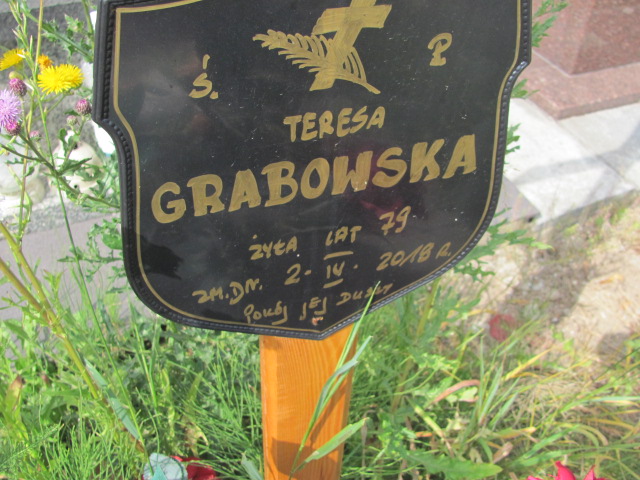 Ś. P
TERESA
GRABOWSKA
ŻYŁA LAT 79
ZM. DN. 2. IV. 2018 R
Pokój Jej Duszy